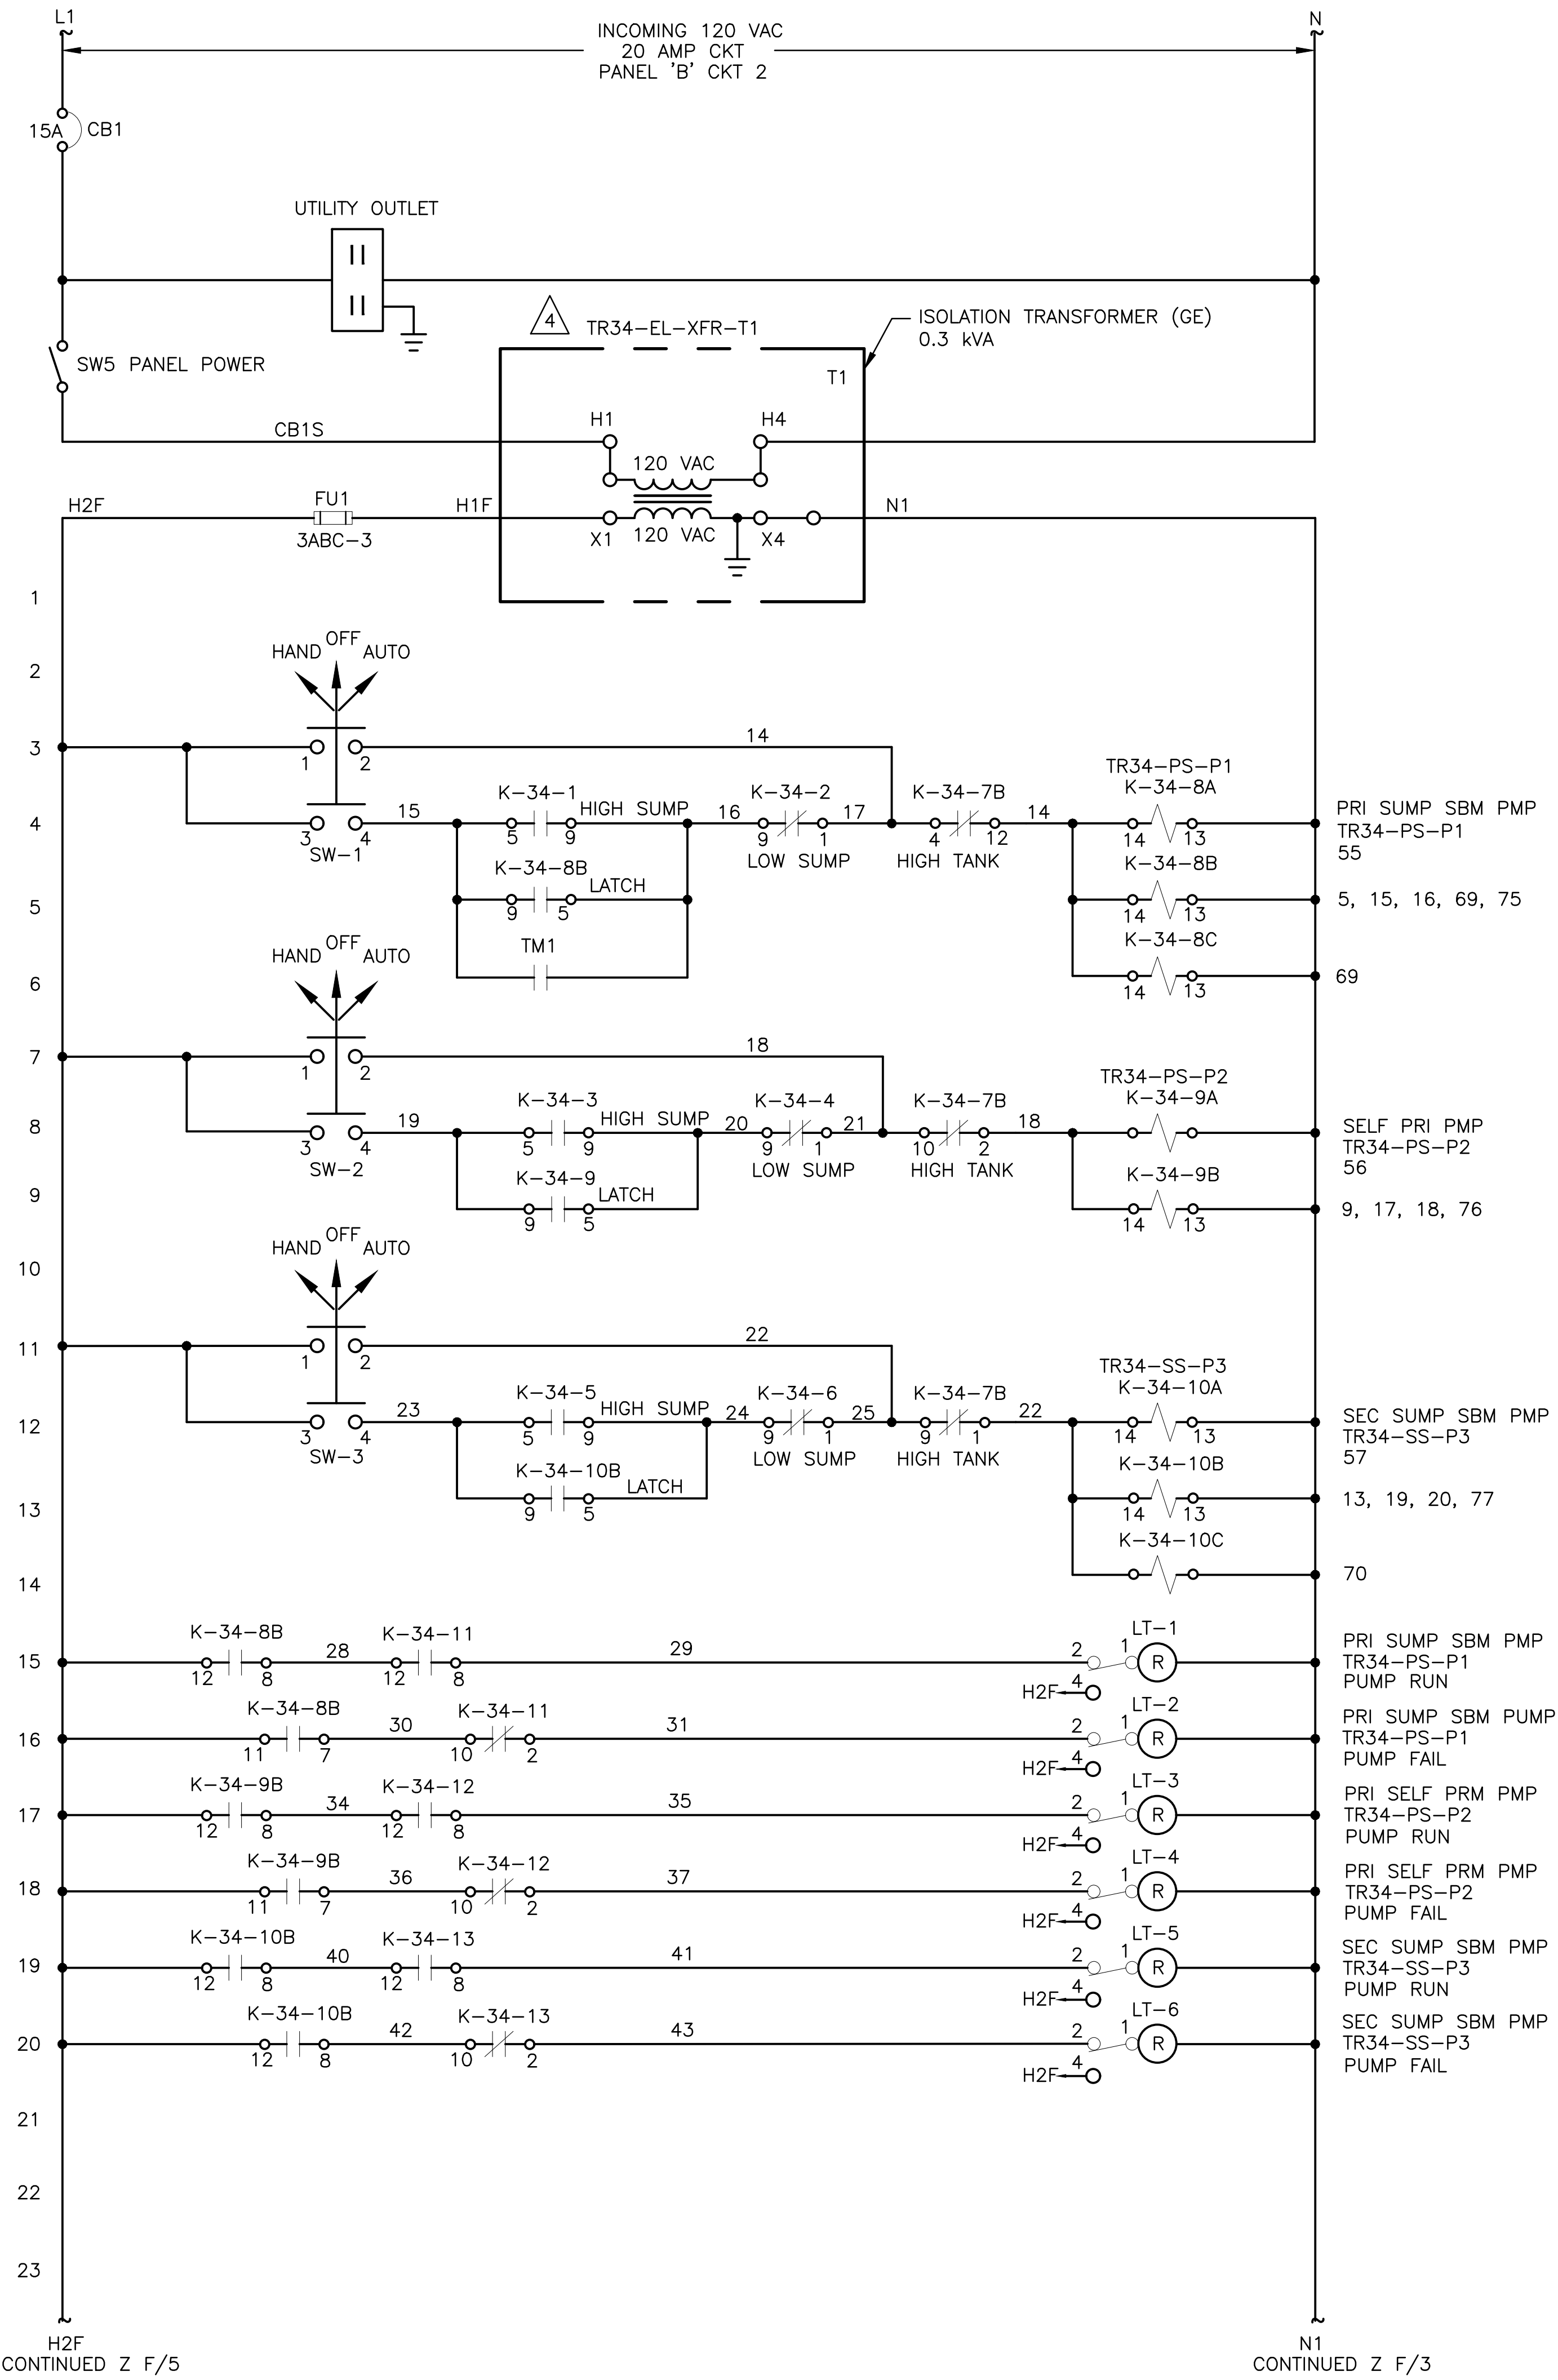 L1
N
INCOMING 120 VAC
20 AMP CKT
PANEL 'B' CKT 2
15A
CB1
UTILITY OUTLET
4
TR34-EL-XFR-T1
ISOLATION TRANSFORMER (GE)
0.3 kVA
SW5 PANEL POWER
T1
H1
H4
CB1S
120 VAC
H2F
FU1
H1F
N1
3ABC-3
X1
120 VAC
X4
1
HAND OFF AUTO
2
3
1
2
14
TR34-PS-P1
K-34-8A
K-34-1
HIGH SUMP
K-34-2
K-34-7B
4
3
4
15
5
9
16
9
1
17
4
12
14
14
13
PRI SUMP SBM PMP
TR34-PS-P1
55
SW-1
LOW SUMP
HIGH TANK
K-34-8B
LATCH
K-34-8B
5
9
5
14
13
5, 15, 16, 69, 75
TM1
K-34-8C
HAND OFF AUTO
6
14
13
69
7
1
2
18
TR34-PS-P2
K-34-9A
K-34-3
HIGH SUMP
K-34-4
K-34-7B
8
3
4
19
5
9
20
9
1
21
10
2
18
SELF PRI PMP
TR34-PS-P2
56
SW-2
LOW SUMP
HIGH TANK
K-34-9
LATCH
K-34-9B
9
9
5
14
13
9, 17, 18, 76
HAND OFF AUTO
10
11
1
2
22
TR34-SS-P3
K-34-10A
K-34-5
HIGH SUMP
K-34-6
K-34-7B
12
3
4
23
5
9
24
9
1
25
9
1
22
14
13
SEC SUMP SBM PMP
TR34-SS-P3
57
SW-3
LOW SUMP
HIGH TANK
K-34-10B
LATCH
K-34-10B
13
9
5
14
13
13, 19, 20, 77
K-34-10C
14
70
K-34-8B
K-34-11
LT-1
15
12
8
28
12
8
29
2
1
R
4
H2F
PRI SUMP SBM PMP
TR34-PS-P1
PUMP RUN
K-34-8B
K-34-11
LT-2
16
11
7
30
10
2
31
2
1
R
4
H2F
PRI SUMP SBM PUMP
TR34-PS-P1
PUMP FAIL
K-34-9B
K-34-12
LT-3
17
12
8
34
12
8
35
2
1
R
4
H2F
PRI SELF PRM PMP
TR34-PS-P2
PUMP RUN
K-34-9B
K-34-12
LT-4
18
11
7
36
10
2
37
2
1
R
4
H2F
PRI SELF PRM PMP
TR34-PS-P2
PUMP FAIL
K-34-10B
K-34-13
LT-5
19
12
8
40
12
8
41
2
1
R
4
H2F
SEC SUMP SBM PMP
TR34-SS-P3
PUMP RUN
K-34-10B
K-34-13
LT-6
20
12
8
42
10
2
43
2
1
R
4
H2F
SEC SUMP SBM PMP
TR34-SS-P3
PUMP FAIL
21
22
23
H2F
CONTINUED Z F/5
N1
CONTINUED Z F/3